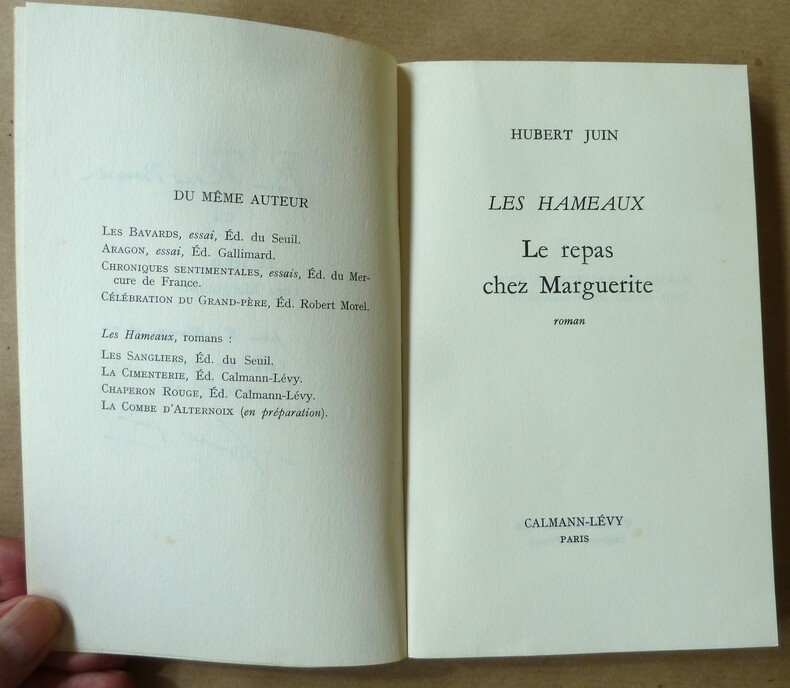 DU MÊME AUTEUR
LES BAVARDS, essai, Éd. du Seuil.
ARAGON, essai, Éd. Gallimard.
CHRONIQUES SENTIMENTALES, essais, Éd. du Mer-
cure de France.
CÉLÉBRATION DU GRAND-PÈRE, Éd. Robert Morel.
Les Hameaux, romans :
LES SANGLIERS, Éd. du Seuil.
LA CIMENTERIE, Éd. Calmann-Lévy.
CHAPERON ROUGE, Éd. Calmann-Lévy.
LA COMBE D'ALTERNOIX (en préparation).
HUBERT JUIN
LES HAMEAUX
Le repas
chez Marguerite
roman
CALMANN-LÉVY
PARIS